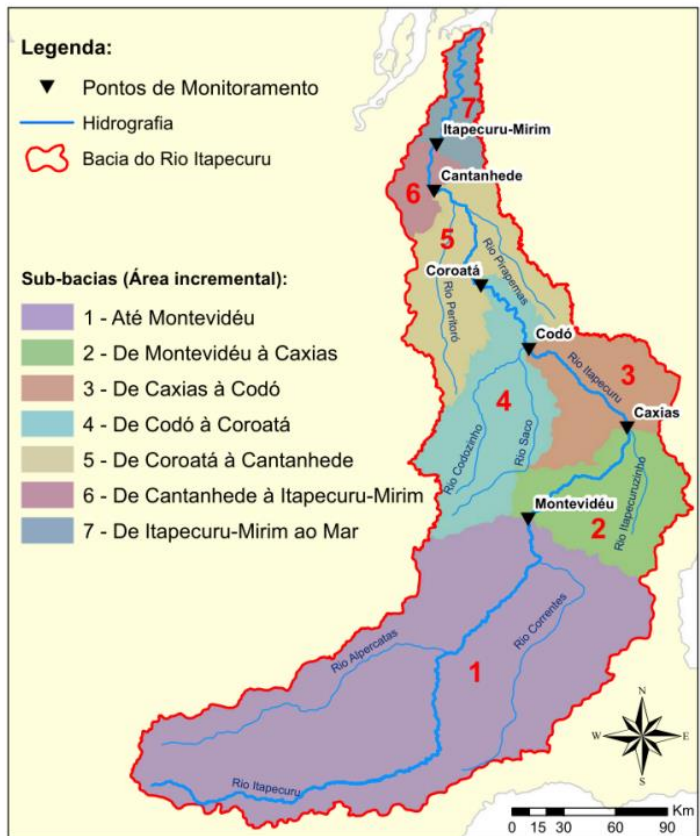 Legenda:
Pontos de Monitoramento
Hidrografia
Bacia do Rio Itapecuru
Sub-bacias (Área incremental):
1 - Até Montevidéu
2 - De Montevidéu à Caxias
3 - De Caxias à Codó
4 - De Codó à Coroatá
5 - De Coroatá à Cantanhede
6 - De Cantanhede à Itapecuru-Mirim
7 - De Itapecuru-Mirim ao Mar
7
Itapecuru-Mirim
Cantanhede
6
5
Rio Pirapemas
Coroatá
Rio Peritoró
Codó
Rio Itapecuru
3
4
Caxias
Rio Codozinho
Rio Saco
Montevidéu
2
Rio Itapecuruzinho
Rio Correntes
Rio Alpercatas
1
Rio Itapecuru
N
W
E
S
Km
0 15 30 60 90